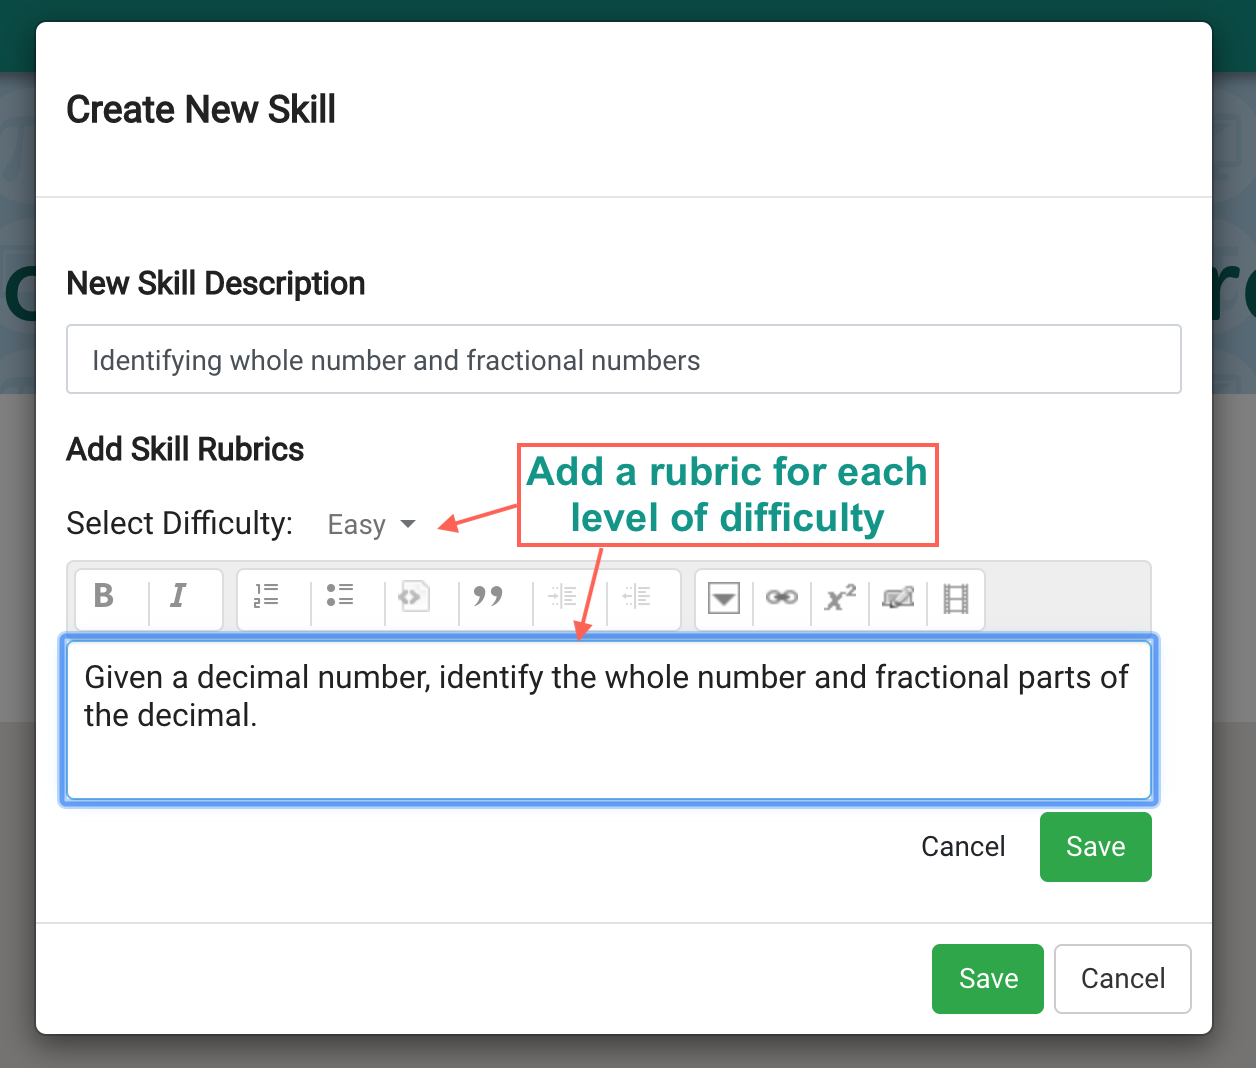 Create New Skill
New Skill Description
Identifying whole number and fractional numbers
Add Skill Rubrics
Add a rubric for each
level of difficulty
Select Difficulty: Easy
B I x²
Given a decimal number, identify the whole number and fractional parts of
the decimal.
Cancel Save
Save Cancel